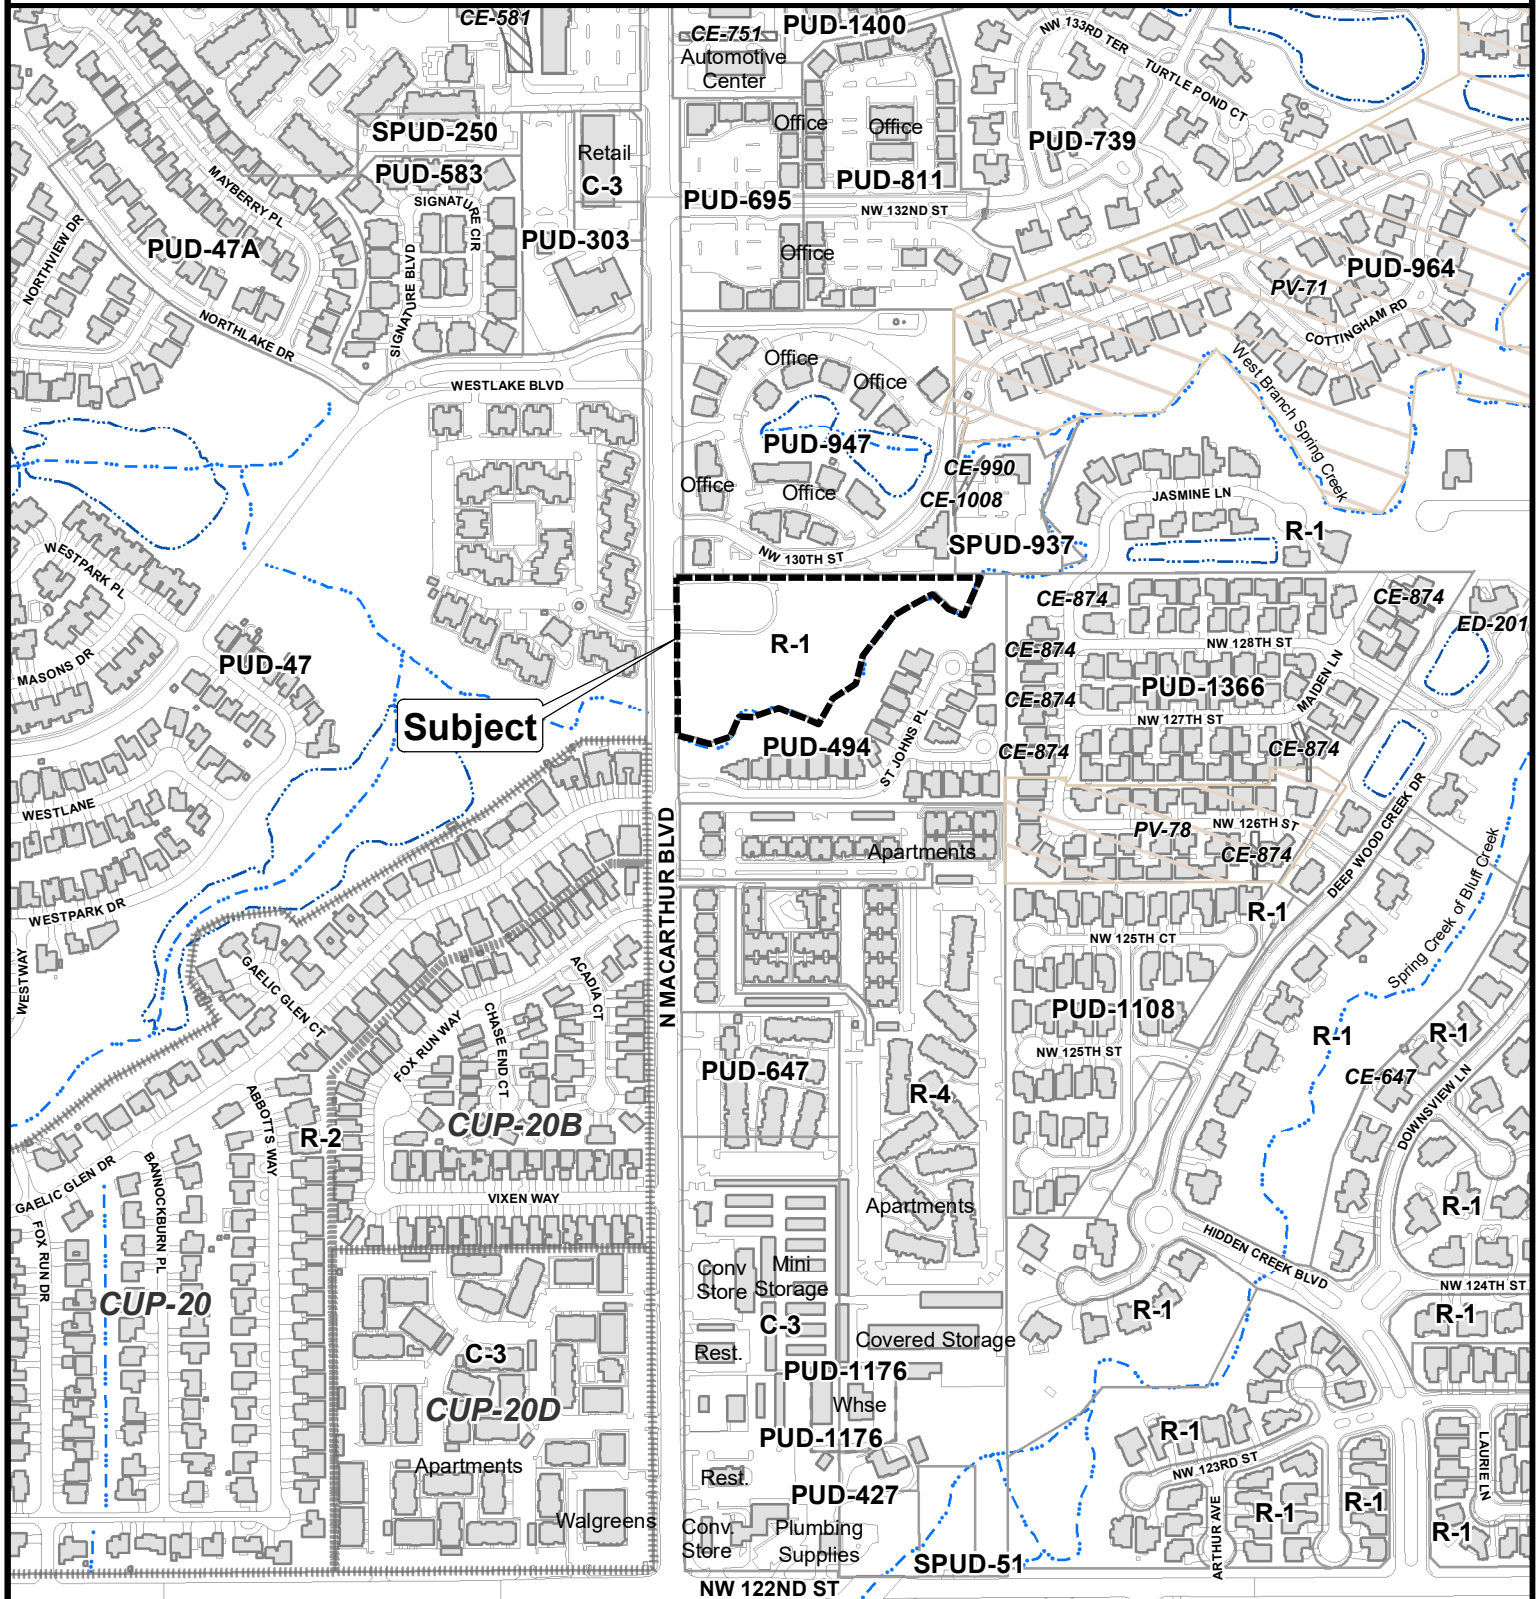 CE-581
CE-751
PUD-1400
Automotive
Center
NW 133RD TER
TURTLE POND CT
SPUD-250
Office
Office
PUD-739
Retail
C-3
PUD-583
MAYBERRY PL
PUD-811
SIGNATURE CIR
PUD-695
NW 132ND ST
NORTHVIEW DR
PUD-47A
PUD-303
Office
SIGNATURE BLVD
PUD-964
PV-71
COTTINGHAM RD
NORTHLAKE DR
WESTLAKE BLVD
Office
Office
West Branch Spring Creek
PUD-947
CE-990
Office
Office
CE-1008
JASMINE LN
R-1
SPUD-937
NW 130TH ST
WESTPARK PL
CE-874
CE-874
ED-201
R-1
MASONS DR
PUD-47
CE-874
NW 128TH ST
MAIDEN LN
PUD-1366
CE-874
NW 127TH ST
Subject
PUD-494
ST JOHNS PL
CE-874
CE-874
WESTLANE
N MACARTHUR BLVD
PV-78
NW 126TH ST
DEEP WOOD CREEK DR
Apartments
CE-874
WESTPARK DR
R-1
NW 125TH CT
Spring Creek of Bluff Creek
WESTWAY
GAELIC GLEN CT
ACADIA CT
CHASE END CT
FOX RUN WAY
PUD-1108
R-1
R-1
NW 125TH ST
PUD-647
R-4
CE-647
DOWNSVIEW LN
ABBOTTS WAY
R-2
CUP-20B
GAELIC GLEN DR
BANNOCKBURN PL
VIXEN WAY
Apartments
R-1
FOX RUN DR
HIDDEN CREEK BLVD
Conv
Store
Mini
Storage
NW 124TH ST
CUP-20
C-3
R-1
R-1
Covered Storage
C-3
Rest.
PUD-1176
CUP-20D
Whse
PUD-1176
R-1
Apartments
Rest.
NW 123RD ST
LAURIE LN
PUD-427
R-1
R-1
R-1
ARTHUR AVE
Walgreens
Conv.
Store
Plumbing
Supplies
SPUD-51
NW 122ND ST